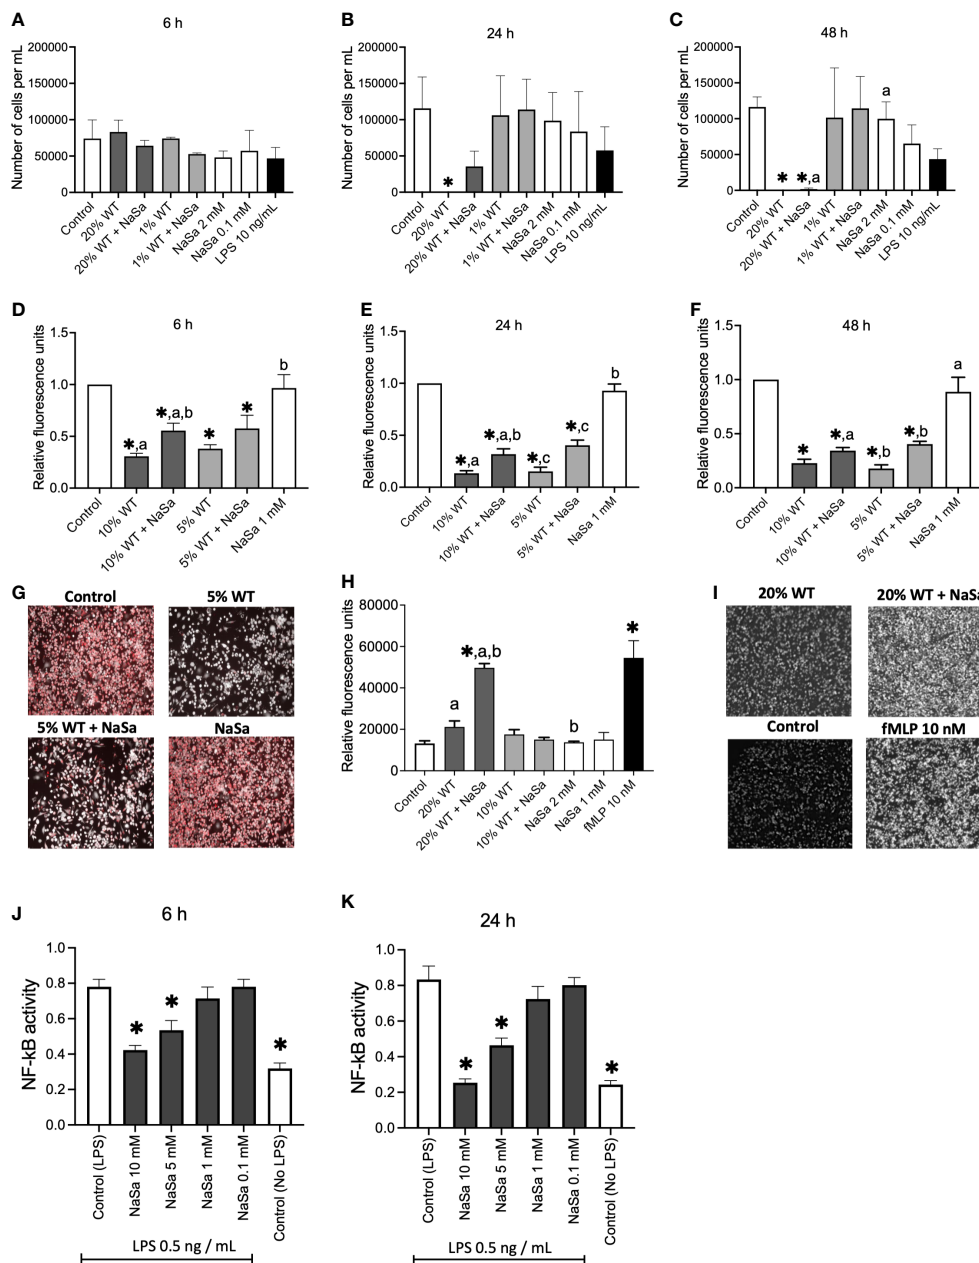 A 6 h
Number of cells per mL
200000
150000
100000
50000
0
Control
20% WT
20% WT + NaSa
1% WT
1% WT + NaSa
NaSa 2 mM
NaSa 0.1 mM
LPS 10 ng/mL
B 24 h
Number of cells per mL
200000
150000
100000
50000
0
*
Control
20% WT
20% WT + NaSa
1% WT
1% WT + NaSa
NaSa 2 mM
NaSa 0.1 mM
LPS 10 ng/mL
C 48 h
Number of cells per mL
200000
150000
100000
50000
0
* *,a a
Control
20% WT
20% WT + NaSa
1% WT
1% WT + NaSa
NaSa 2 mM
NaSa 0.1 mM
LPS 10 ng/mL
D 6 h
Relative fluorescence units
1.5
1.0
0.5
0.0
*,a *,a,b * * b
Control
10% WT
10% WT + NaSa
5% WT
5% WT + NaSa
NaSa 1 mM
E 24 h
Relative fluorescence units
1.5
1.0
0.5
0.0
*,a *,a,b *,c *,c b
Control
10% WT
10% WT + NaSa
5% WT
5% WT + NaSa
NaSa 1 mM
F 48 h
Relative fluorescence units
1.5
1.0
0.5
0.0
* *,a *,b *,b a
Control
10% WT
10% WT + NaSa
5% WT
5% WT + NaSa
NaSa 1 mM
G
Control 5% WT
5% WT + NaSa NaSa
H
Relative fluorescence units
80000
60000
40000
20000
0
a *,a,b b *
Control
20% WT
20% WT + NaSa
10% WT
10% WT + NaSa
NaSa 2 mM
NaSa 1 mM
fMLP 10 nM
I
20% WT 20% WT + NaSa
Control fMLP 10 nM
J 6 h
NF-kB activity
1.0
0.8
0.6
0.4
0.2
0.0
* * *
Control (LPS)
NaSa 10 mM
NaSa 5 mM
NaSa 1 mM
NaSa 0.1 mM
Control (No LPS)
LPS 0.5 ng / mL
K 24 h
NF-kB activity
1.0
0.8
0.6
0.4
0.2
0.0
* * *
Control (LPS)
NaSa 10 mM
NaSa 5 mM
NaSa 1 mM
NaSa 0.1 mM
Control (No LPS)
LPS 0.5 ng / mL